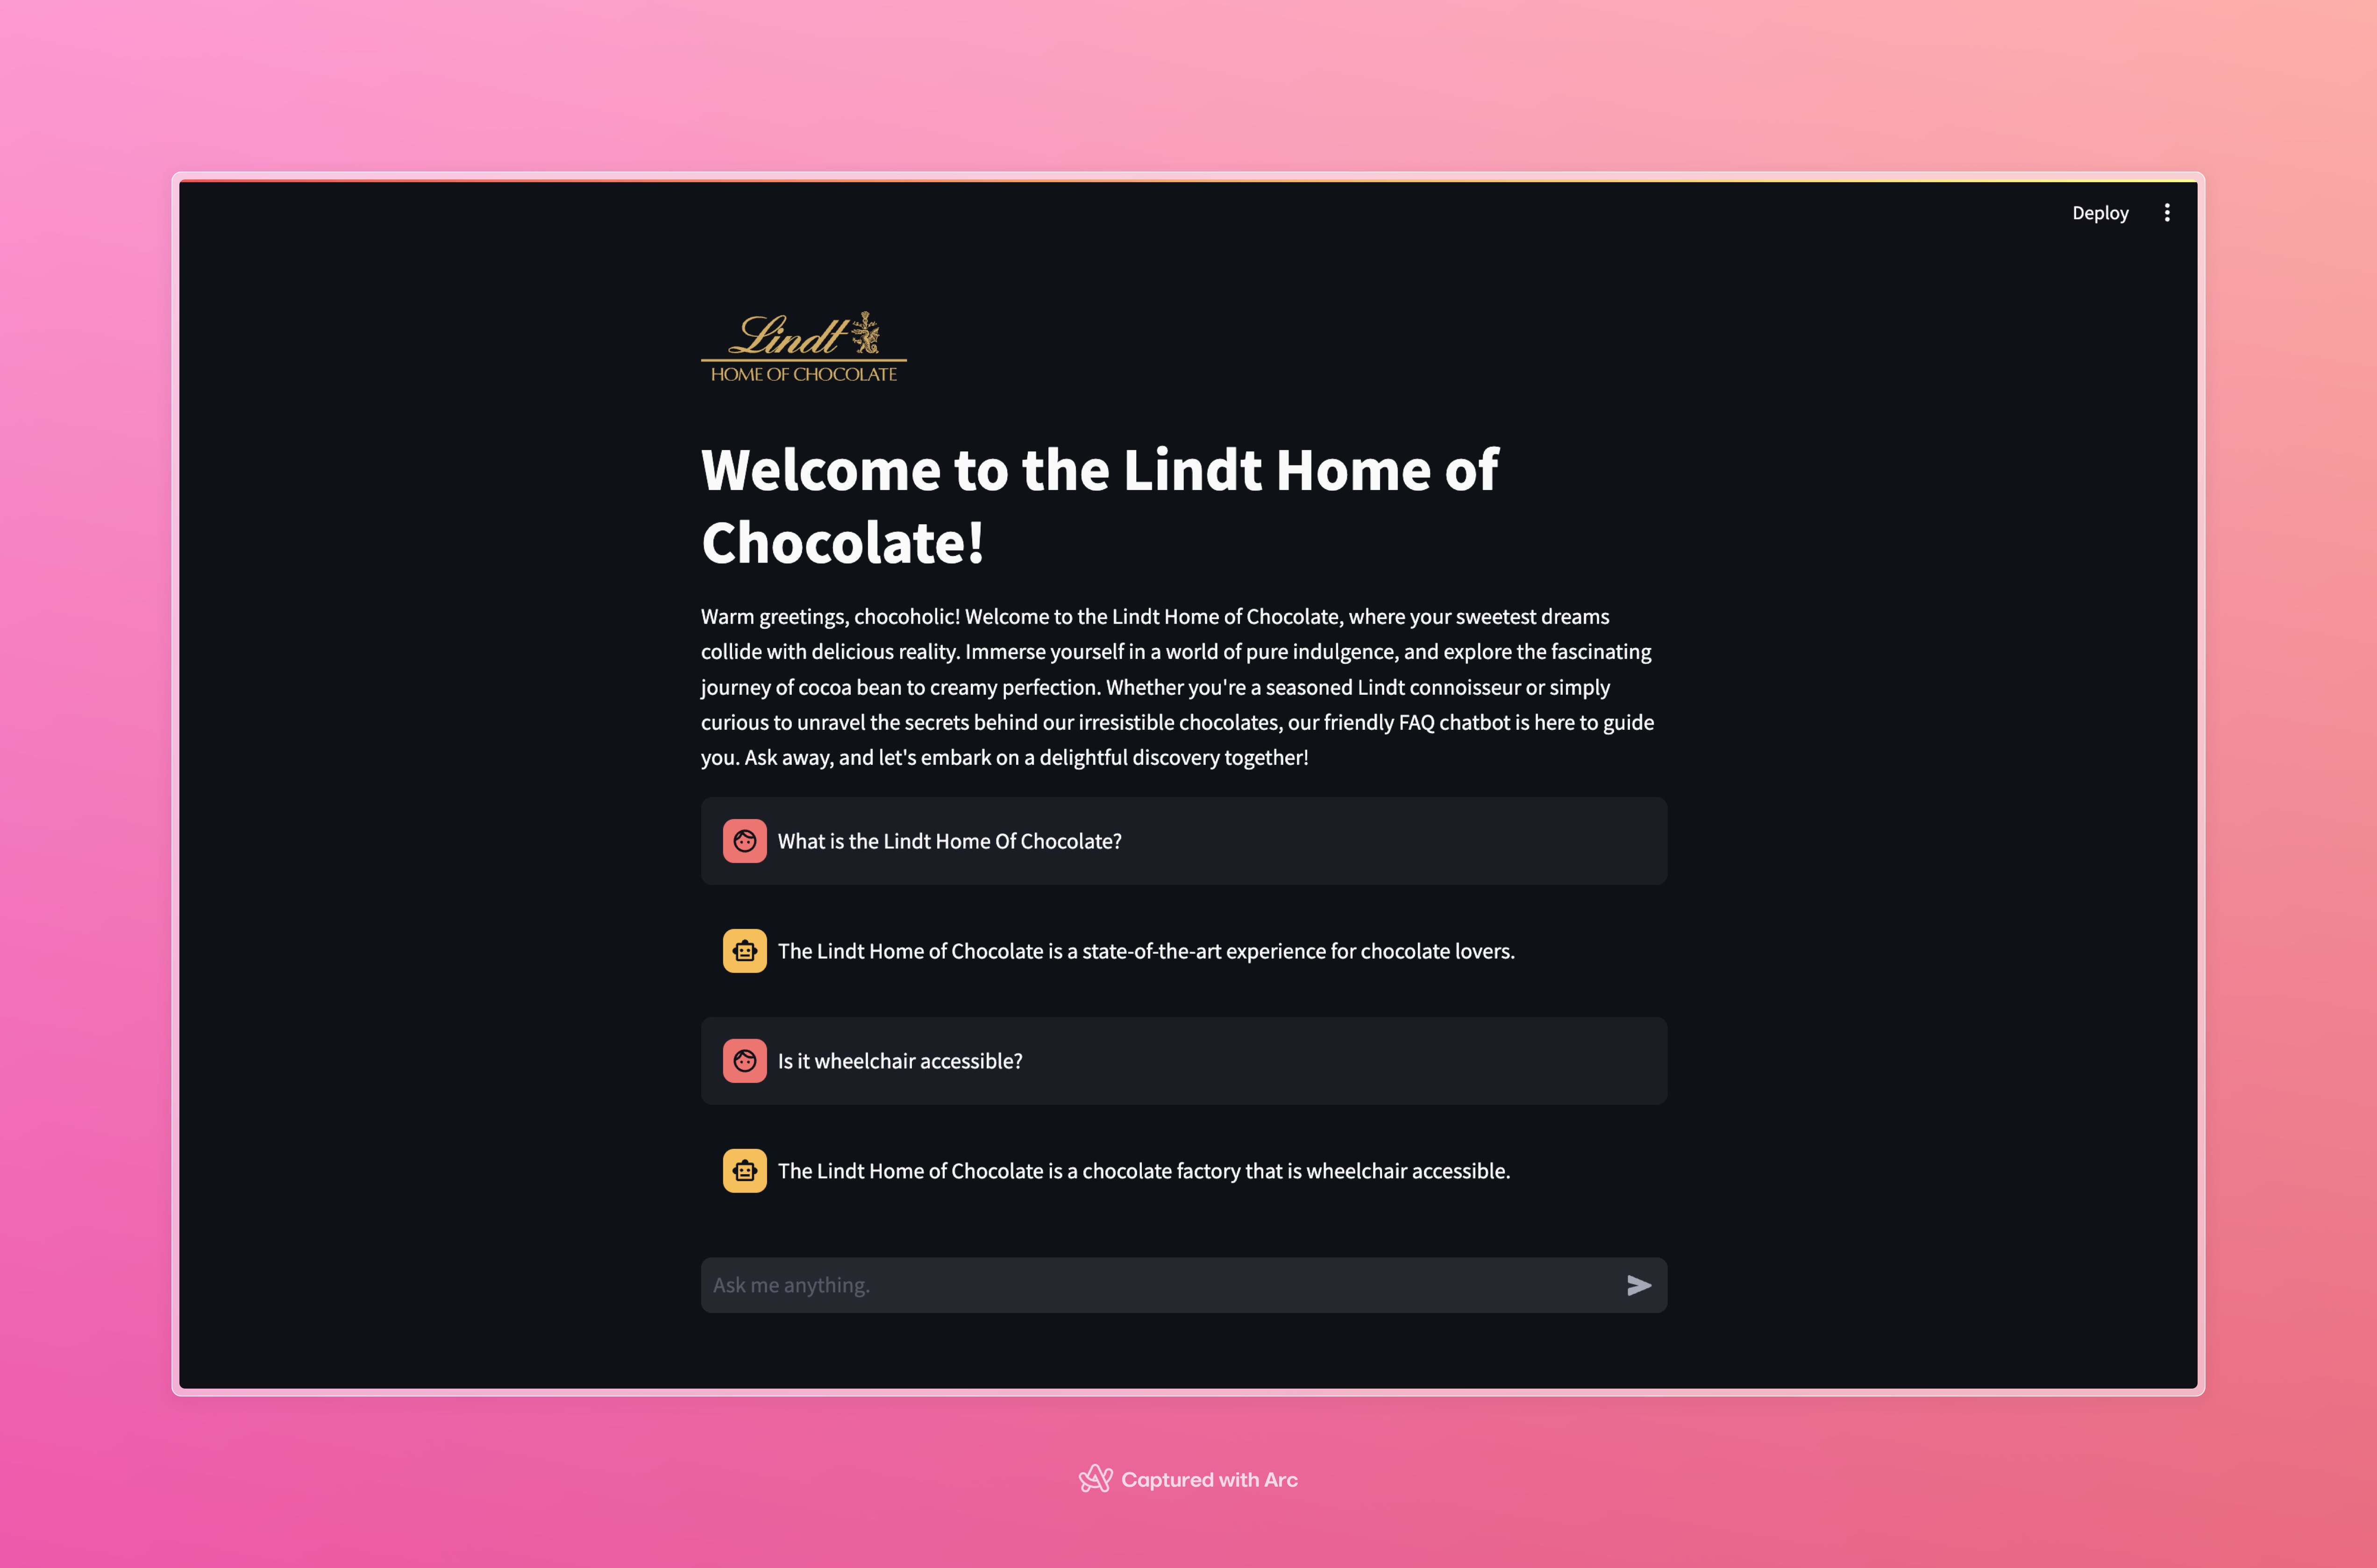 Deploy
Lindt
HOME OF CHOCOLATE
Welcome to the Lindt Home of
Chocolate!
Warm greetings, chocoholic! Welcome to the Lindt Home of Chocolate, where your sweetest dreams
collide with delicious reality. Immerse yourself in a world of pure indulgence, and explore the fascinating
journey of cocoa bean to creamy perfection. Whether you're a seasoned Lindt connoisseur or simply
curious to unravel the secrets behind our irresistible chocolates, our friendly FAQ chatbot is here to guide
you. Ask away, and let's embark on a delightful discovery together!
What is the Lindt Home Of Chocolate?
The Lindt Home of Chocolate is a state-of-the-art experience for chocolate lovers.
Is it wheelchair accessible?
The Lindt Home of Chocolate is a chocolate factory that is wheelchair accessible.
Ask me anything.
Captured with Arc